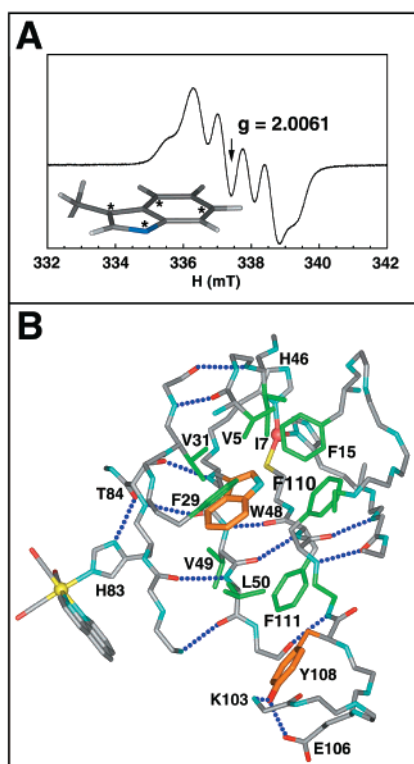 A
g = 2.0061
*
*
*
*
332 334 336 338 340 342
H (mT)
B
H46
V5
I7
V31
F15
F110
T84
F29
W48
V49
H83
L50
F111
Y108
K103
E106